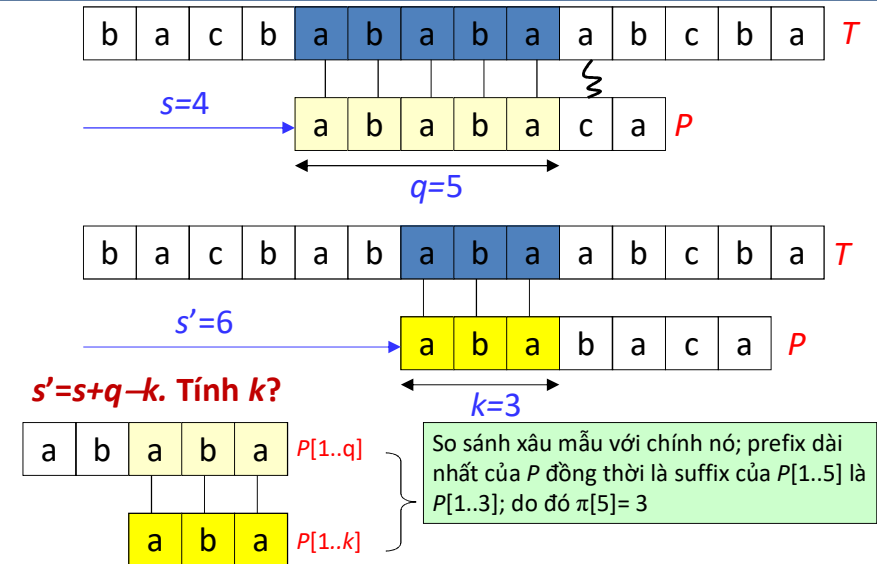 b a c b a b a b a a b c b a T
s=4
a b a b a c a P
q=5
b a c b a b a b a a b c b a T
s'=6
a b a b a c a P
k=3
s'=s+q–k. Tính k?
a b a b a P[1..q]
a b a P[1..k]
So sánh xâu mẫu với chính nó; prefix dài
nhất của P đồng thời là suffix của P[1..5] là
P[1..3]; do đó π[5]= 3